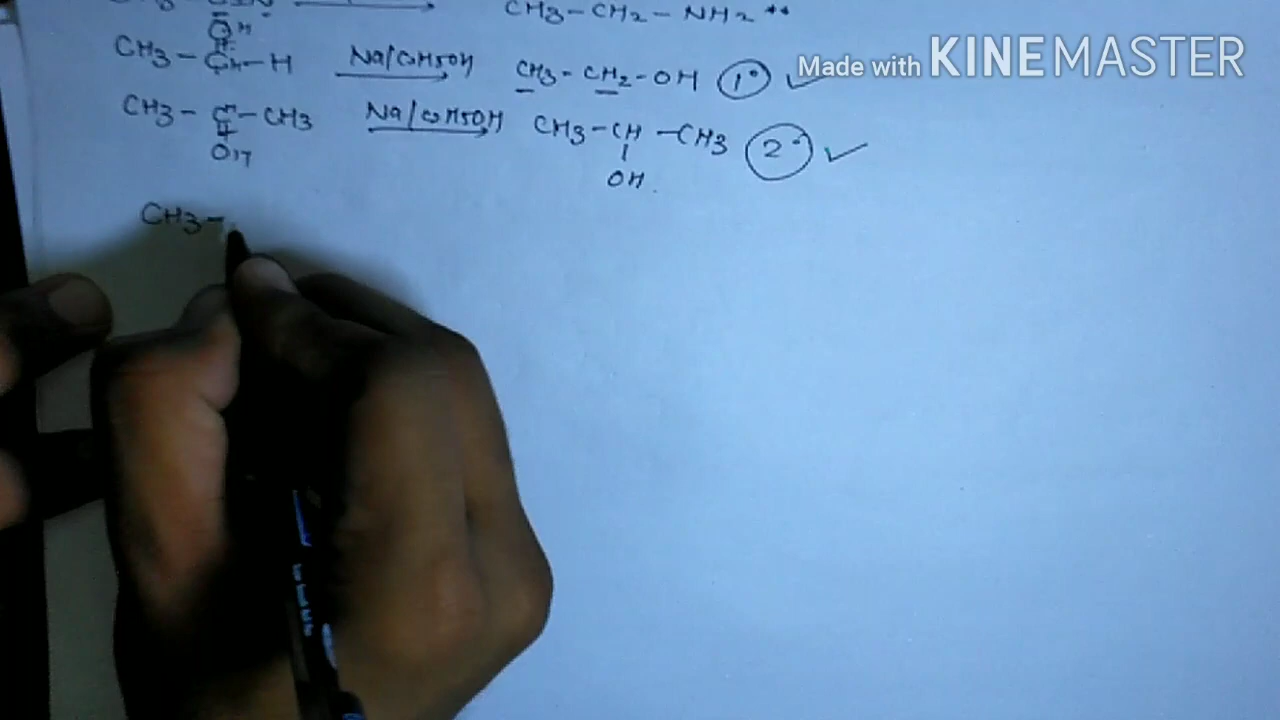 CH3-CH2-NH2 **
OH
CH3-C-H Na/C2H5OH CH3-CH2-OH 1° ✓
CH3-C-CH3 Na/C2H5OH CH3-CH-CH3 2° ✓
OH
CH3-
Made with KINEMASTER